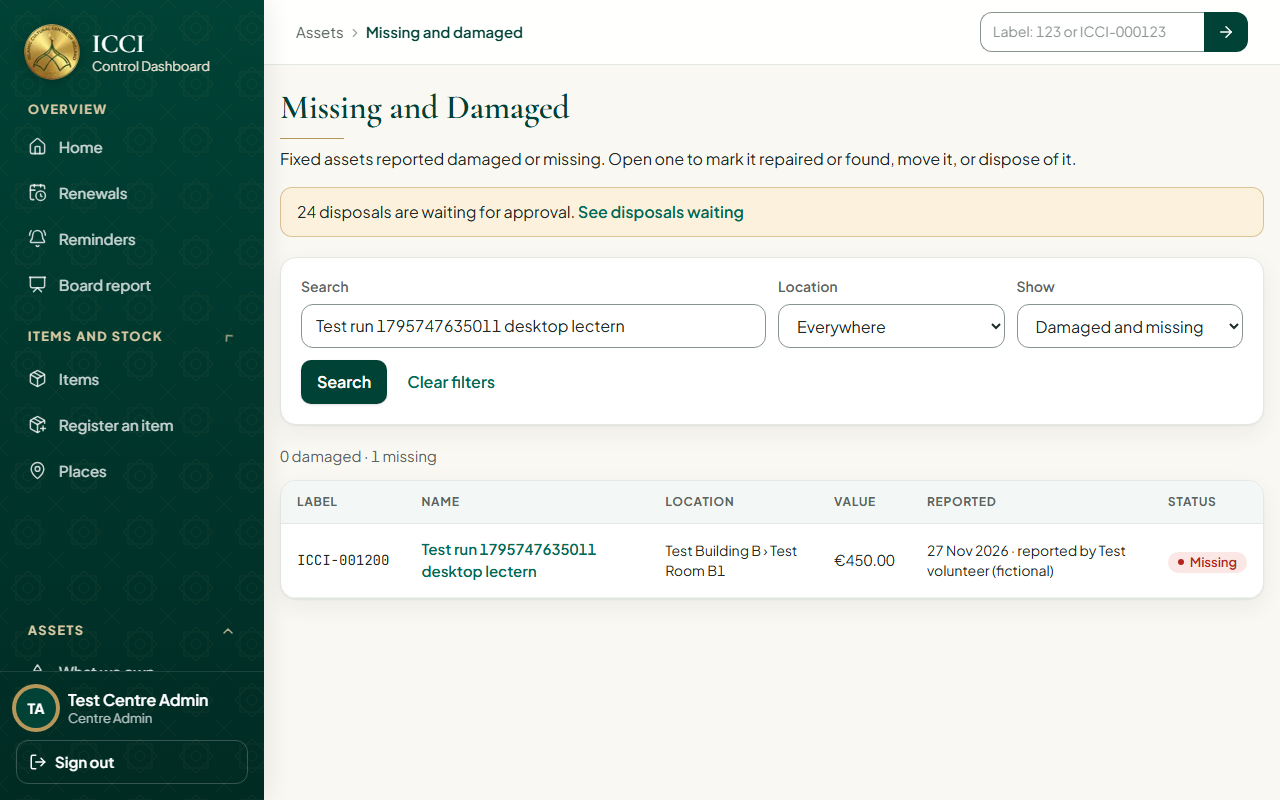 ICCI
Control Dashboard
OVERVIEW
Home
Renewals
Reminders
Board report
ITEMS AND STOCK
Items
Register an item
Places
ASSETS
What we own
TA
Test Centre Admin
Centre Admin
Sign out
Assets › Missing and damaged
Label: 123 or ICCI-000123
Missing and Damaged
Fixed assets reported damaged or missing. Open one to mark it repaired or found, move it, or dispose of it.
24 disposals are waiting for approval. See disposals waiting
Search
Location
Show
Test run 1795747635011 desktop lectern
Everywhere
Damaged and missing
Search
Clear filters
0 damaged · 1 missing
LABEL NAME LOCATION VALUE REPORTED STATUS
ICCI-001200
Test run 1795747635011
desktop lectern
Test Building B › Test
Room B1
€450.00
27 Nov 2026 · reported by Test
volunteer (fictional)
Missing